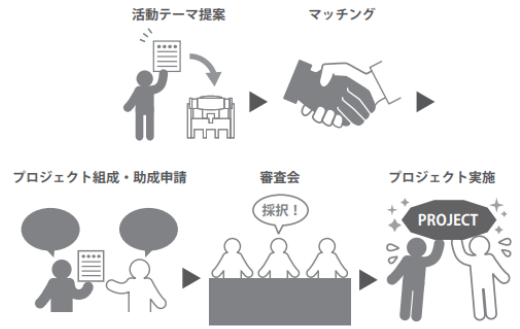 活動テーマ提案
マッチング
プロジェクト組成・助成申請
審査会
プロジェクト実施
採択！
PROJECT